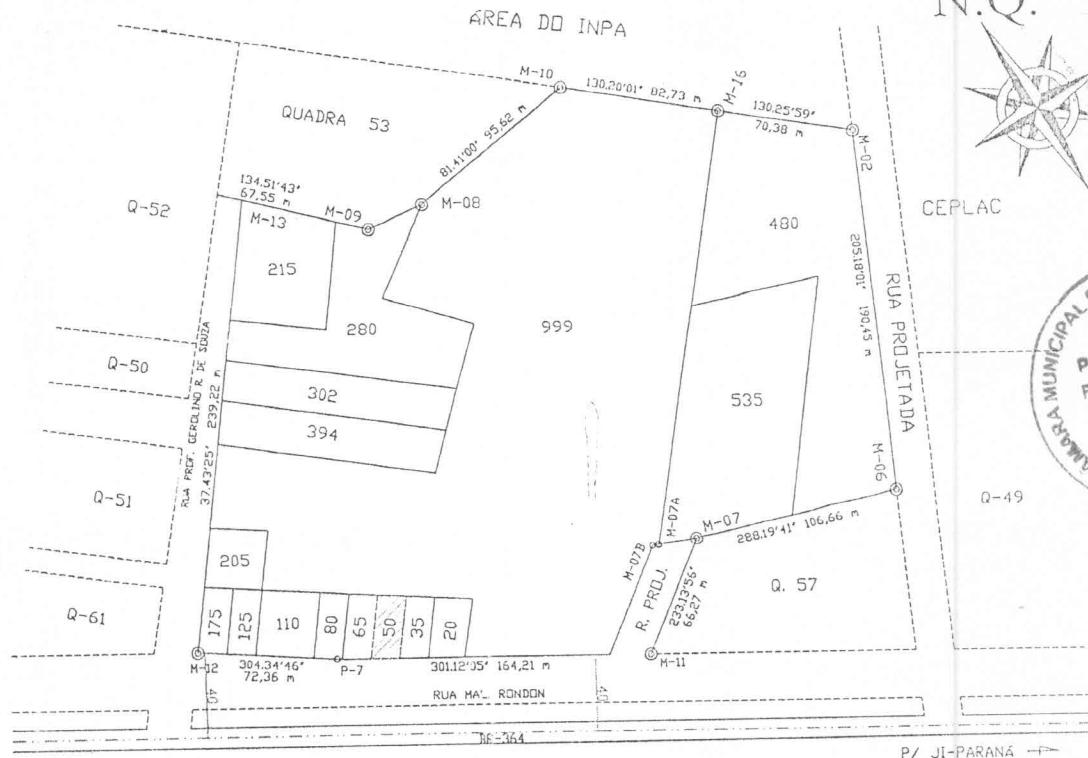 N.Q.
ÁREA DO INPA
M-10
130.20'01" 82,73 m
M-16
130.25'59"
70,38 m
M-02
QUADRA 53
81.41'00" 95,62 m
134.51'43"
67,55 m
M-09
M-08
M-13
Q-52
CEPLAC
480
215
205.18'01" 190,45 m
RUA PROJETADA
280
999
CÂMARA MUNICIPAL
Q-50
302
535
394
RUA PROF. GEROLINO R. DE SOUZA
37.43'25" 239,22 m
Q-51
M-06
Q-49
M-07A
M-07
288.19'41" 106,66 m
M-07B
205
R. PROJ.
233.13'56"
66,27 m
Q. 57
Q-61
175
125
110
80
65
50
35
20
M-12
304.34'46"
72,36 m
P-7
301.12'05" 164,21 m
M-11
40
40
RUA MAL. RONDON
BR-364
P/ JI-PARANÁ